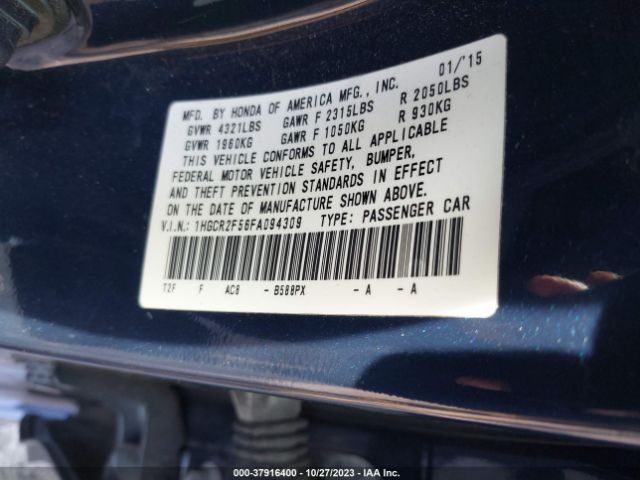 MFD. BY HONDA OF AMERICA MFG., INC. 01/'15
GVWR 4321LBS GAWR F 2315LBS R 2050LBS
GVWR 1960KG GAWR F 1050KG R 930KG
THIS VEHICLE CONFORMS TO ALL APPLICABLE
FEDERAL MOTOR VEHICLE SAFETY, BUMPER,
AND THEFT PREVENTION STANDARDS IN EFFECT
ON THE DATE OF MANUFACTURE SHOWN ABOVE.
V.I.N.: 1HGCR2F56FA094309 TYPE: PASSENGER CAR
T2F F AC6 - B588PX - A - A
000-37916400 | 10/27/2023 | IAA Inc.